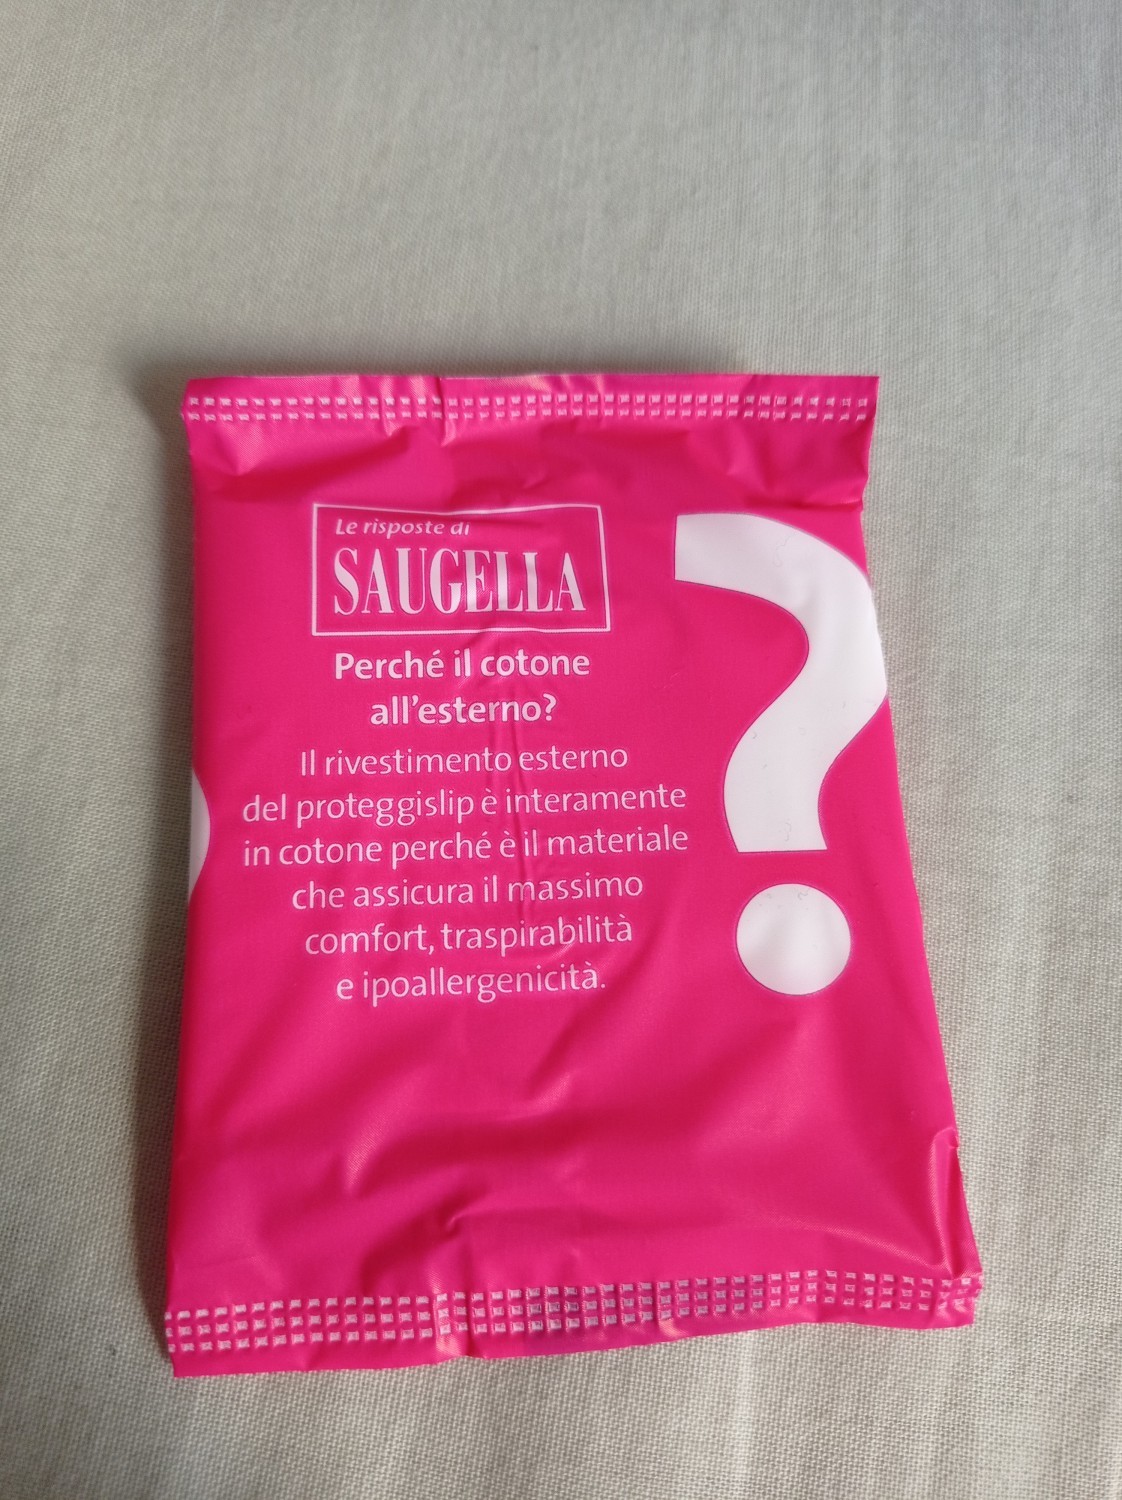 Le risposte di
SAUGELLA
Perché il cotone
all'esterno?
Il rivestimento esterno
del proteggislip è interamente
in cotone perché è il materiale
che assicura il massimo
comfort, traspirabilità
e ipoallergenicità.
?